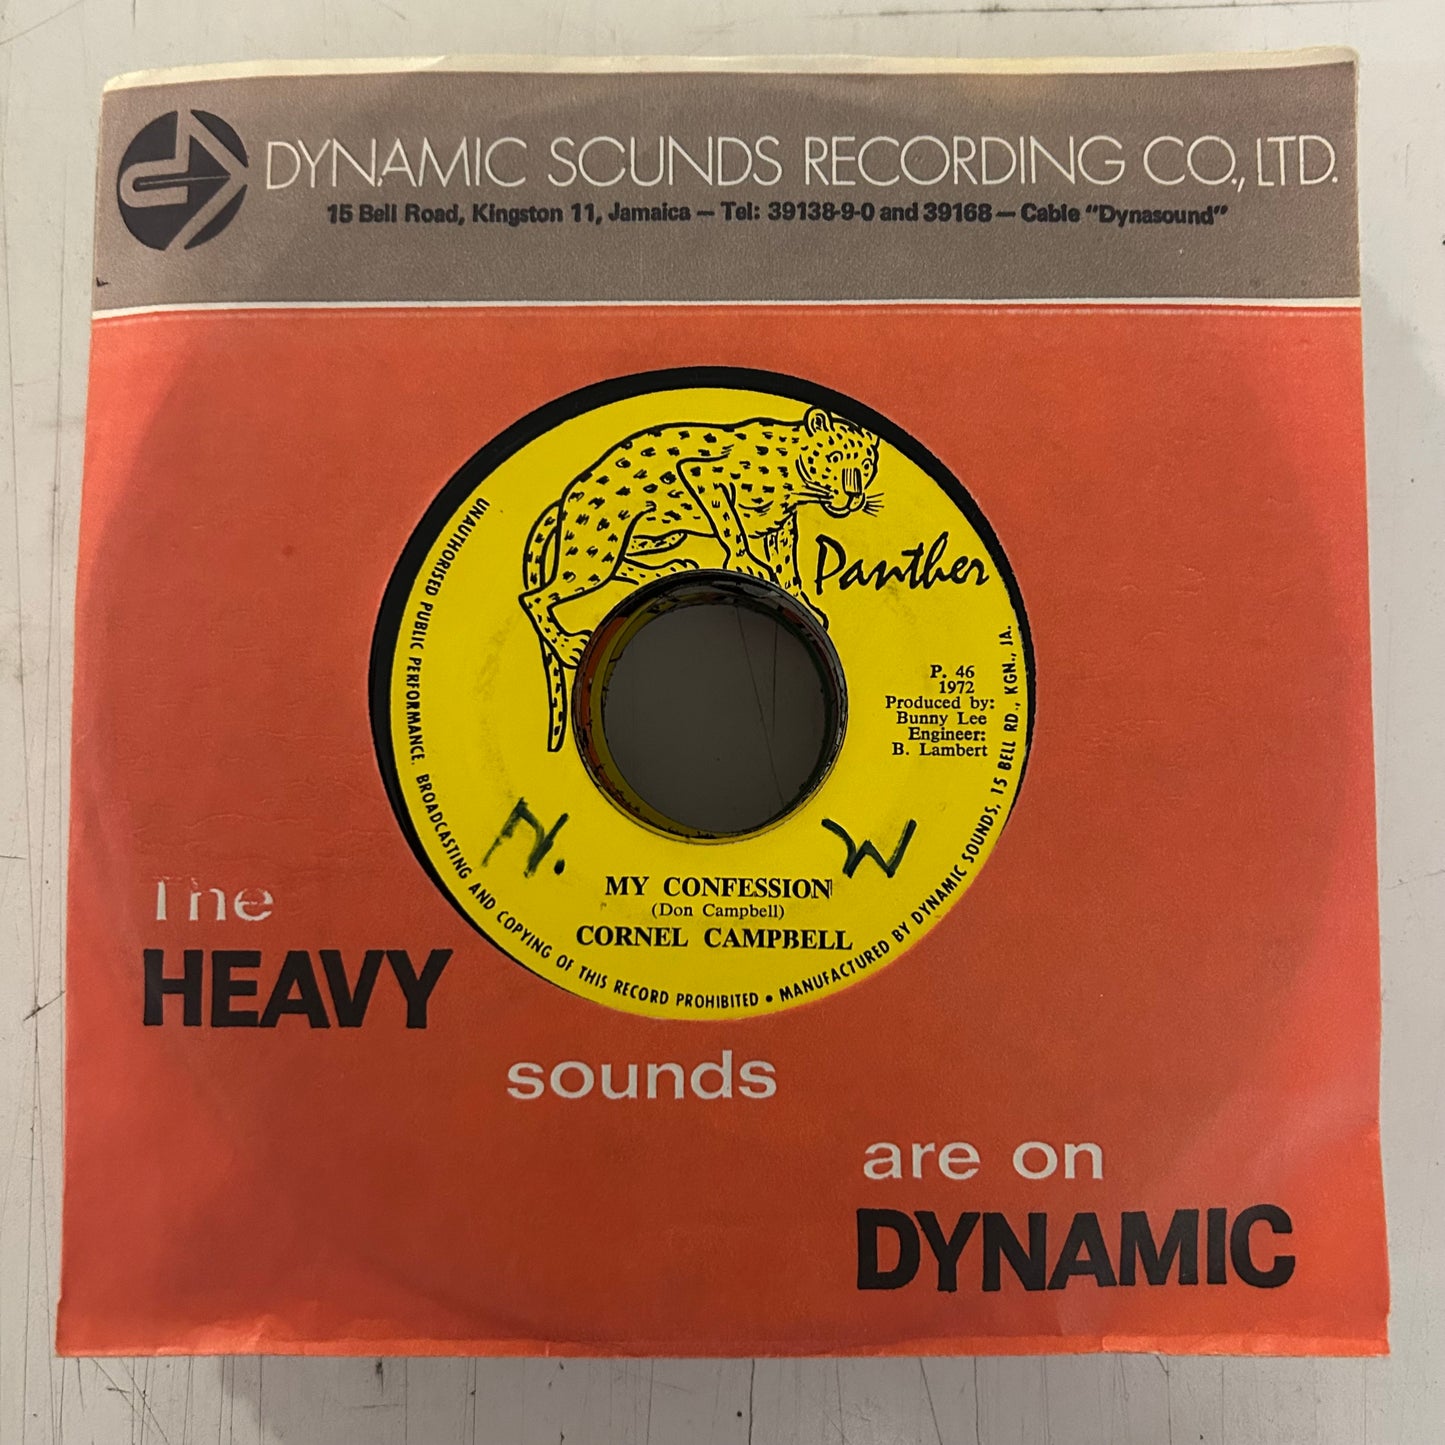 DYNAMIC SOUNDS RECORDING CO., LTD.
15 Bell Road, Kingston 11, Jamaica — Tel: 39138-9-0 and 39168 — Cable "Dynasound"
Panther
P. 46
1972
Produced by:
Bunny Lee
Engineer:
B. Lambert
N. W
MY CONFESSION
(Don Campbell)
CORNEL CAMPBELL
UNAUTHORISED PUBLIC PERFORMANCE, BROADCASTING AND COPYING OF THIS RECORD PROHIBITED • MANUFACTURED BY DYNAMIC SOUNDS, 15 BELL RD., KGN., JA.
The
HEAVY
sounds
are on
DYNAMIC